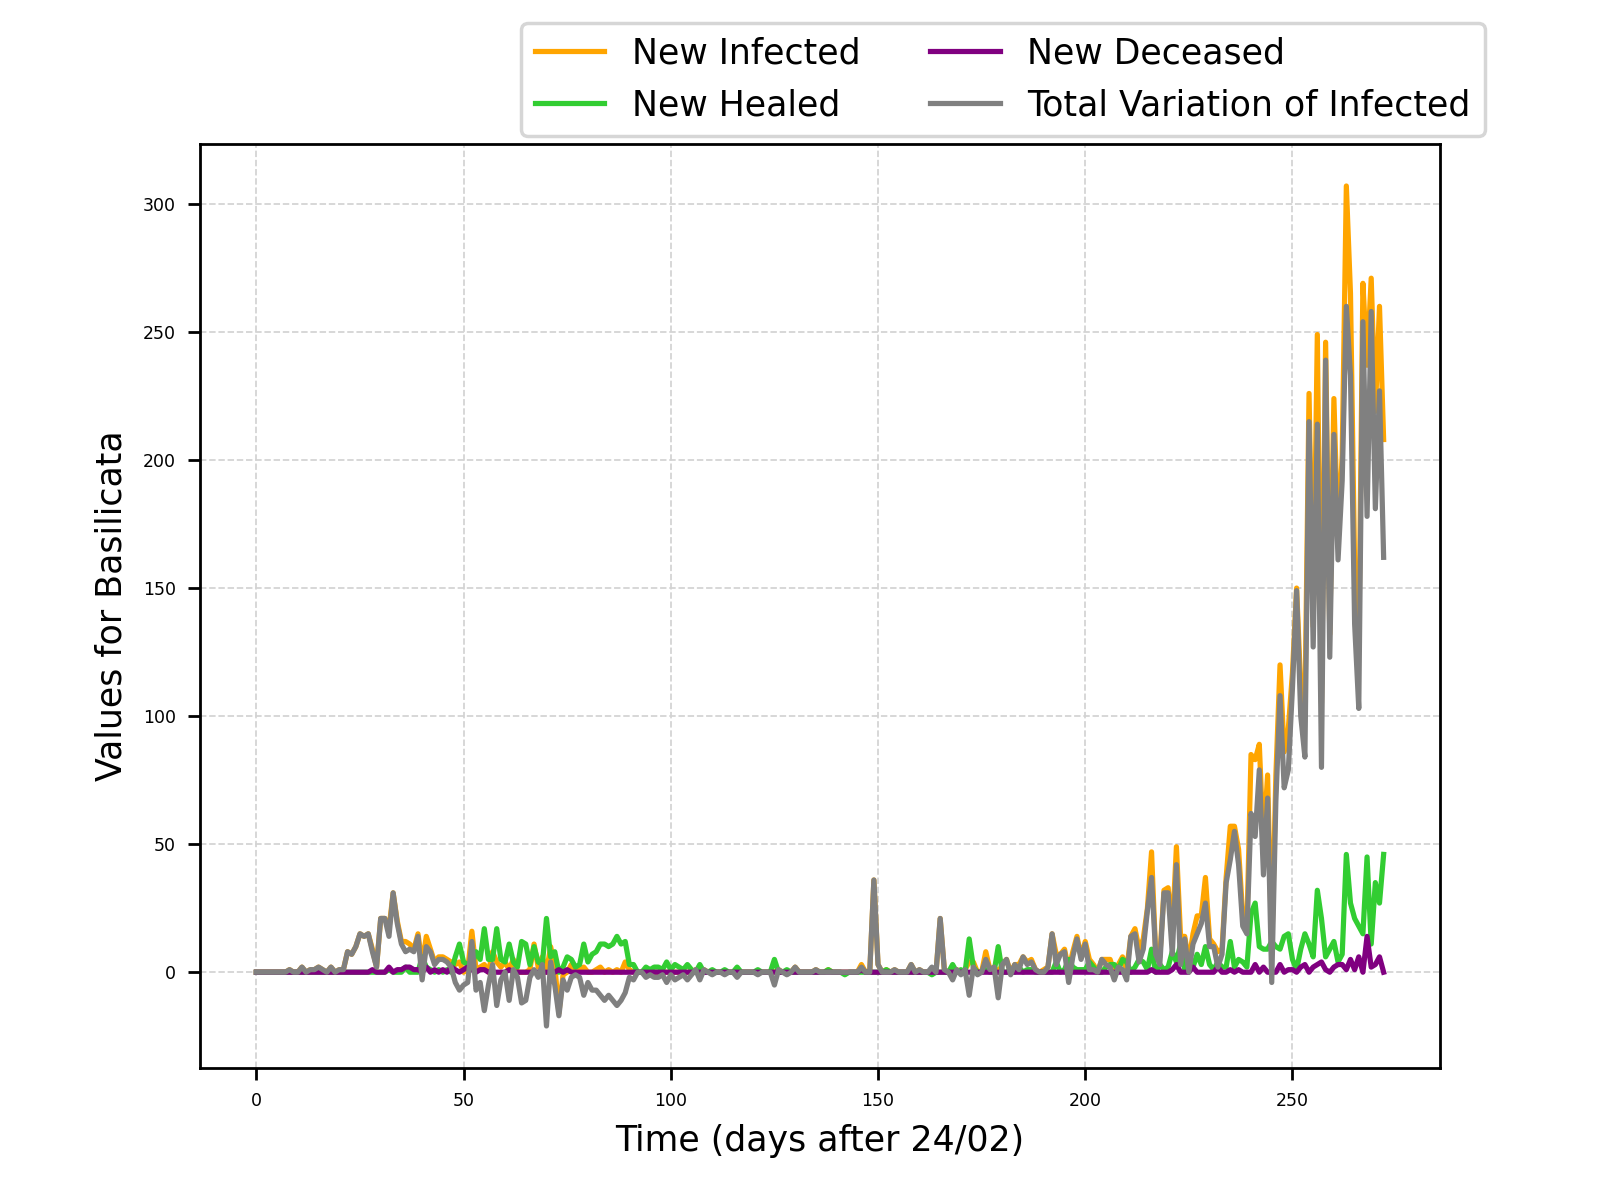 New Infected
New Healed
New Deceased
Total Variation of Infected
300
250
200
150
100
50
0
Values for Basilicata
0 50 100 150 200 250
Time (days after 24/02)